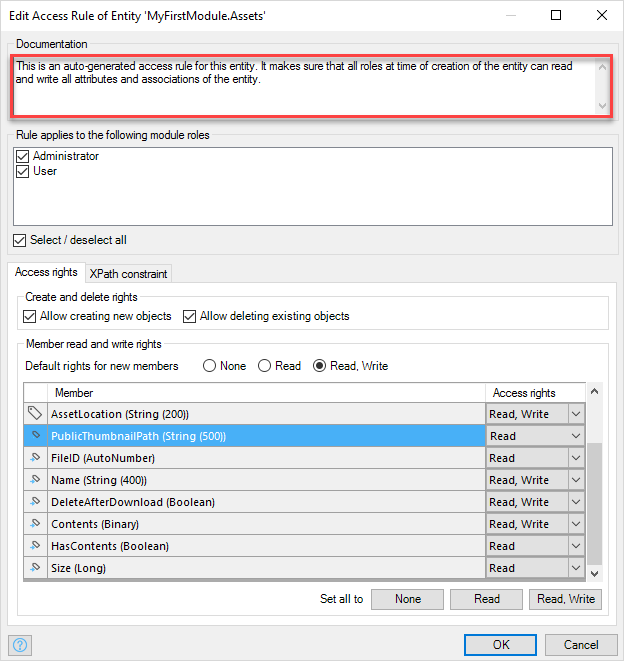 Edit Access Rule of Entity 'MyFirstModule.Assets'
Documentation
This is an auto-generated access rule for this entity. It makes sure that all roles at time of creation of the entity can read
and write all attributes and associations of the entity.
Rule applies to the following module roles
Administrator
User
Select / deselect all
Access rights XPath constraint
Create and delete rights
Allow creating new objects Allow deleting existing objects
Member read and write rights
Default rights for new members None Read Read, Write
Member Access rights
AssetLocation (String (200)) Read, Write
PublicThumbnailPath (String (500)) Read
FileID (AutoNumber) Read
Name (String (400)) Read, Write
DeleteAfterDownload (Boolean) Read, Write
Contents (Binary) Read, Write
HasContents (Boolean) Read
Size (Long) Read
Set all to None Read Read, Write
? OK Cancel